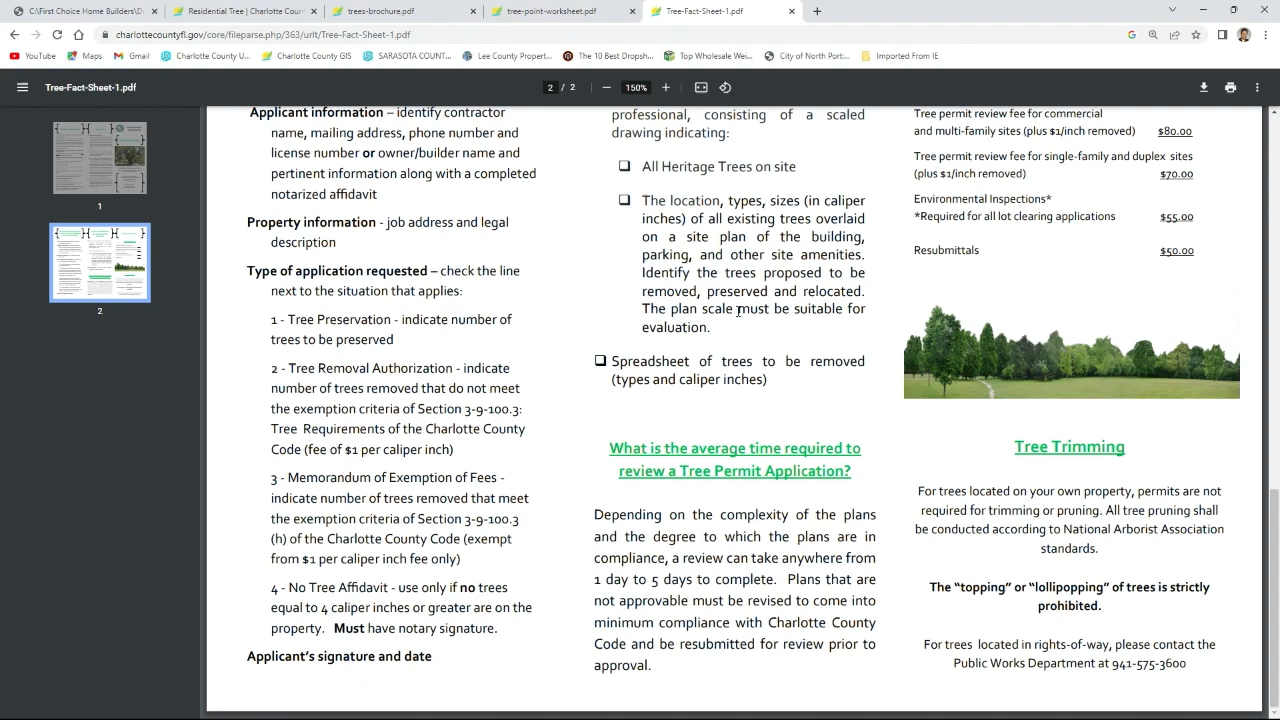 C:\First Choice Home Builders\D:
Residential Tree | Charlotte Coun
trees-brochure.pdf
tree-point-worksheet.pdf
Tree-Fact-Sheet-1.pdf
charlottecountyfl.gov/core/fileparse.php/363/urlt/Tree-Fact-Sheet-1.pdf
YouTube
Maps
Gmail
Charlotte County U...
Charlotte County GIS
SARASOTA COUNT...
Lee County Propert...
The 10 Best Dropsh...
Top Wholesale Wei...
City of North Port:...
Imported From IE
Tree-Fact-Sheet-1.pdf
2 / 2
150%
1
2
Applicant information – identify contractor
name, mailing address, phone number and
license number or owner/builder name and
pertinent information along with a completed
notarized affidavit
Property information - job address and legal
description
Type of application requested – check the line
next to the situation that applies:
1 - Tree Preservation - indicate number of
trees to be preserved
2 - Tree Removal Authorization - indicate
number of trees removed that do not meet
the exemption criteria of Section 3-9-100.3:
Tree Requirements of the Charlotte County
Code (fee of $1 per caliper inch)
3 - Memorandum of Exemption of Fees -
indicate number of trees removed that meet
the exemption criteria of Section 3-9-100.3
(h) of the Charlotte County Code (exempt
from $1 per caliper inch fee only)
4 - No Tree Affidavit - use only if no trees
equal to 4 caliper inches or greater are on the
property. Must have notary signature.
Applicant's signature and date
professional, consisting of a scaled
drawing indicating:
All Heritage Trees on site
The location, types, sizes (in caliper
inches) of all existing trees overlaid
on a site plan of the building,
parking, and other site amenities.
Identify the trees proposed to be
removed, preserved and relocated.
The plan scale must be suitable for
evaluation.
Spreadsheet of trees to be removed
(types and caliper inches)
What is the average time required to
review a Tree Permit Application?
Depending on the complexity of the plans
and the degree to which the plans are in
compliance, a review can take anywhere from
1 day to 5 days to complete. Plans that are
not approvable must be revised to come into
minimum compliance with Charlotte County
Code and be resubmitted for review prior to
approval.
Tree permit review fee for commercial
and multi-family sites (plus $1/inch removed) $80.00
Tree permit review fee for single-family and duplex sites
(plus $1/inch removed) $70.00
Environmental Inspections*
*Required for all lot clearing applications $55.00
Resubmittals $50.00
Tree Trimming
For trees located on your own property, permits are not
required for trimming or pruning. All tree pruning shall
be conducted according to National Arborist Association
standards.
The “topping” or “lollipopping” of trees is strictly
prohibited.
For trees located in rights-of-way, please contact the
Public Works Department at 941-575-3600